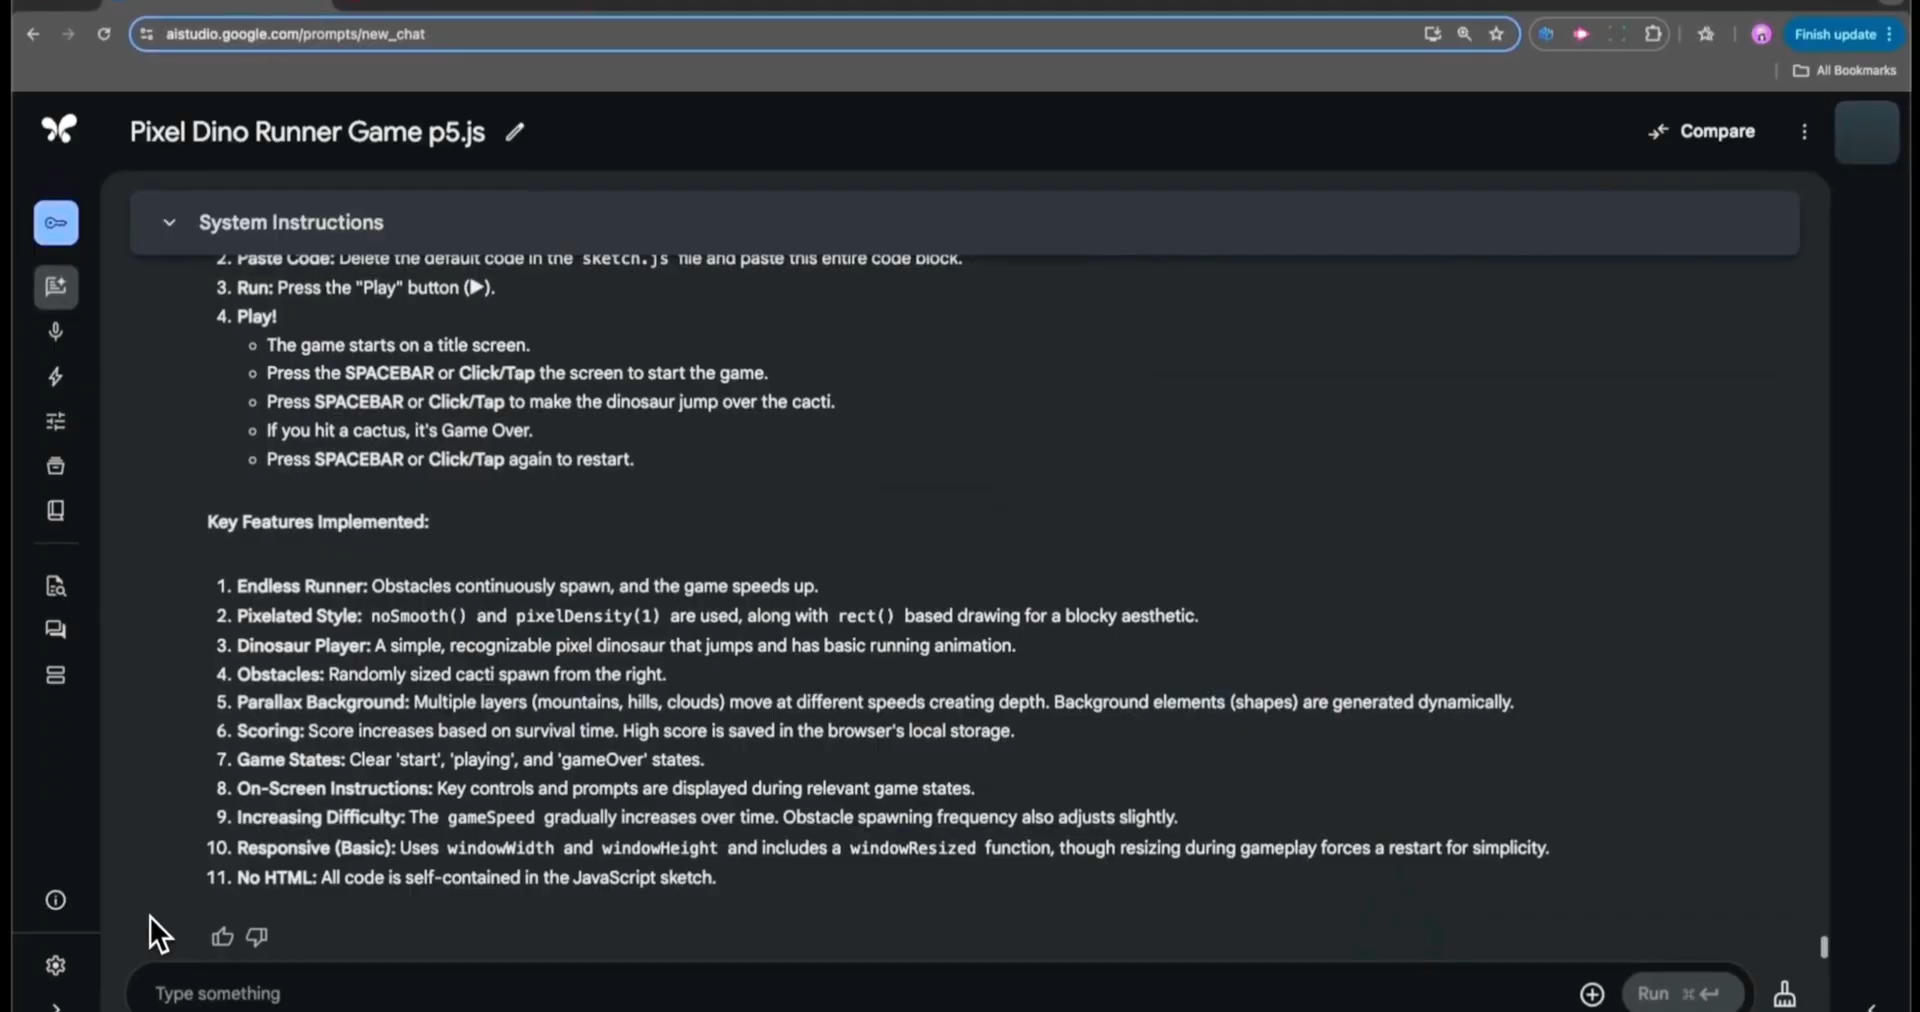 aistudio.google.com/prompts/new_chat
Finish update
All Bookmarks
Pixel Dino Runner Game p5.js
Compare
System Instructions
2. Paste Code: Delete the default code in the sketch.js file and paste this entire code block.
3. Run: Press the "Play" button (▶).
4. Play!
○ The game starts on a title screen.
○ Press the SPACEBAR or Click/Tap the screen to start the game.
○ Press SPACEBAR or Click/Tap to make the dinosaur jump over the cacti.
○ If you hit a cactus, it's Game Over.
○ Press SPACEBAR or Click/Tap again to restart.
Key Features Implemented:
1. Endless Runner: Obstacles continuously spawn, and the game speeds up.
2. Pixelated Style: noSmooth() and pixelDensity(1) are used, along with rect() based drawing for a blocky aesthetic.
3. Dinosaur Player: A simple, recognizable pixel dinosaur that jumps and has basic running animation.
4. Obstacles: Randomly sized cacti spawn from the right.
5. Parallax Background: Multiple layers (mountains, hills, clouds) move at different speeds creating depth. Background elements (shapes) are generated dynamically.
6. Scoring: Score increases based on survival time. High score is saved in the browser's local storage.
7. Game States: Clear 'start', 'playing', and 'gameOver' states.
8. On-Screen Instructions: Key controls and prompts are displayed during relevant game states.
9. Increasing Difficulty: The gameSpeed gradually increases over time. Obstacle spawning frequency also adjusts slightly.
10. Responsive (Basic): Uses windowWidth and windowHeight and includes a windowResized function, though resizing during gameplay forces a restart for simplicity.
11. No HTML: All code is self-contained in the JavaScript sketch.
Type something
Run ⌘↵